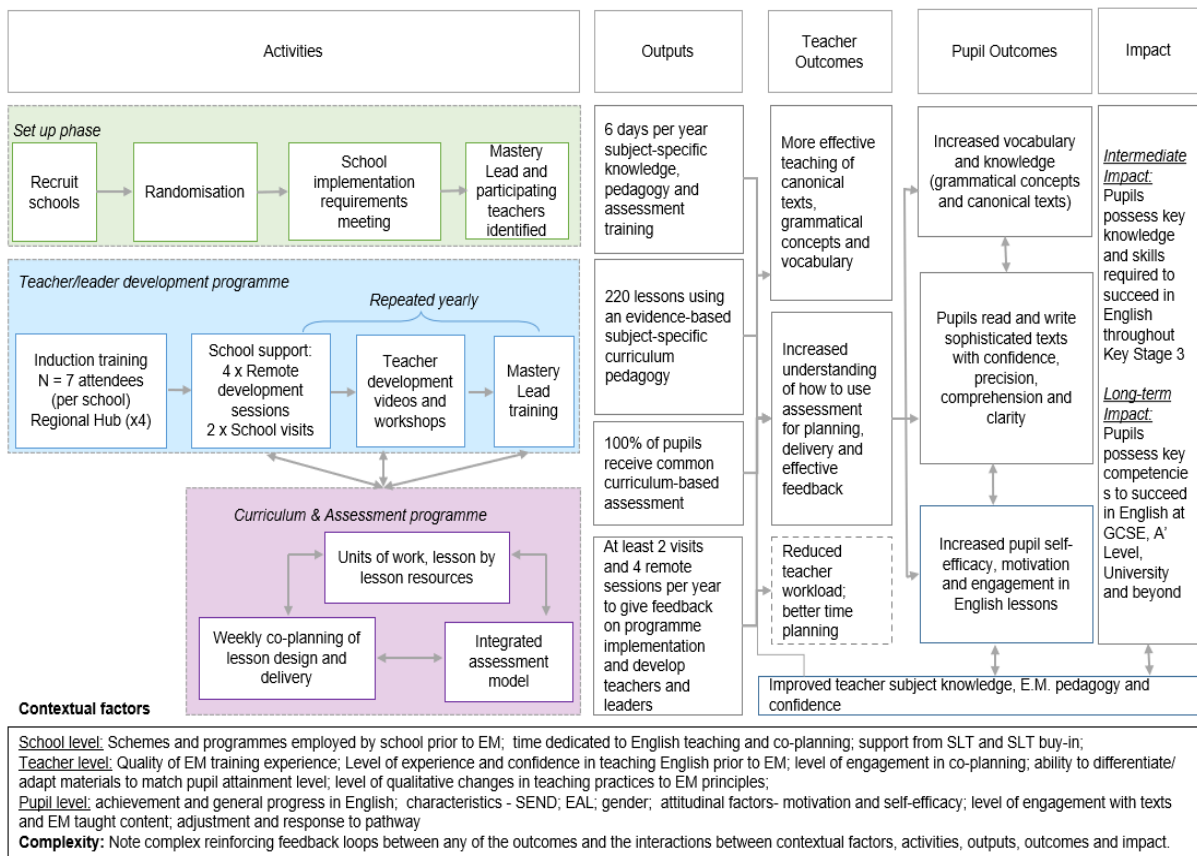 Activities
Outputs
Teacher
Outcomes
Pupil Outcomes
Impact
Set up phase
Recruit
schools
Randomisation
School
implementation
requirements
meeting
Mastery
Lead and
participating
teachers
identified
Teacher/leader development programme
Repeated yearly
Induction training
N = 7 attendees
(per school)
Regional Hub (x4)
School support:
4 x Remote
development
sessions
2 x School visits
Teacher
development
videos and
workshops
Mastery
Lead
training
Curriculum & Assessment programme
Units of work, lesson by
lesson resources
Weekly co-planning of
lesson design and
delivery
Integrated
assessment
model
6 days per year
subject-specific
knowledge,
pedagogy and
assessment
training
220 lessons using
an evidence-based
subject-specific
curriculum
pedagogy
100% of pupils
receive common
curriculum-based
assessment
At least 2 visits
and 4 remote
sessions per year
to give feedback
on programme
implementation
and develop
teachers and
leaders
More effective
teaching of
canonical
texts,
grammatical
concepts and
vocabulary
Increased
understanding
of how to use
assessment
for planning,
delivery and
effective
feedback
Reduced
teacher
workload;
better time
planning
Increased vocabulary
and knowledge
(grammatical concepts
and canonical texts)
Pupils read and write
sophisticated texts
with confidence,
precision,
comprehension and
clarity
Increased pupil self-
efficacy, motivation
and engagement in
English lessons
Improved teacher subject knowledge, E.M. pedagogy and
confidence
Intermediate
Impact:
Pupils
possess key
knowledge
and skills
required to
succeed in
English
throughout
Key Stage 3
Long-term
Impact:
Pupils
possess key
competencie
s to succeed
in English at
GCSE, A'
Level,
University
and beyond
Contextual factors
School level: Schemes and programmes employed by school prior to EM; time dedicated to English teaching and co-planning; support from SLT and SLT buy-in;
Teacher level: Quality of EM training experience; Level of experience and confidence in teaching English prior to EM; level of engagement in co-planning; ability to differentiate/
adapt materials to match pupil attainment level; level of qualitative changes in teaching practices to EM principles;
Pupil level: achievement and general progress in English; characteristics - SEND; EAL; gender; attitudinal factors- motivation and self-efficacy; level of engagement with texts
and EM taught content; adjustment and response to pathway
Complexity: Note complex reinforcing feedback loops between any of the outcomes and the interactions between contextual factors, activities, outputs, outcomes and impact.